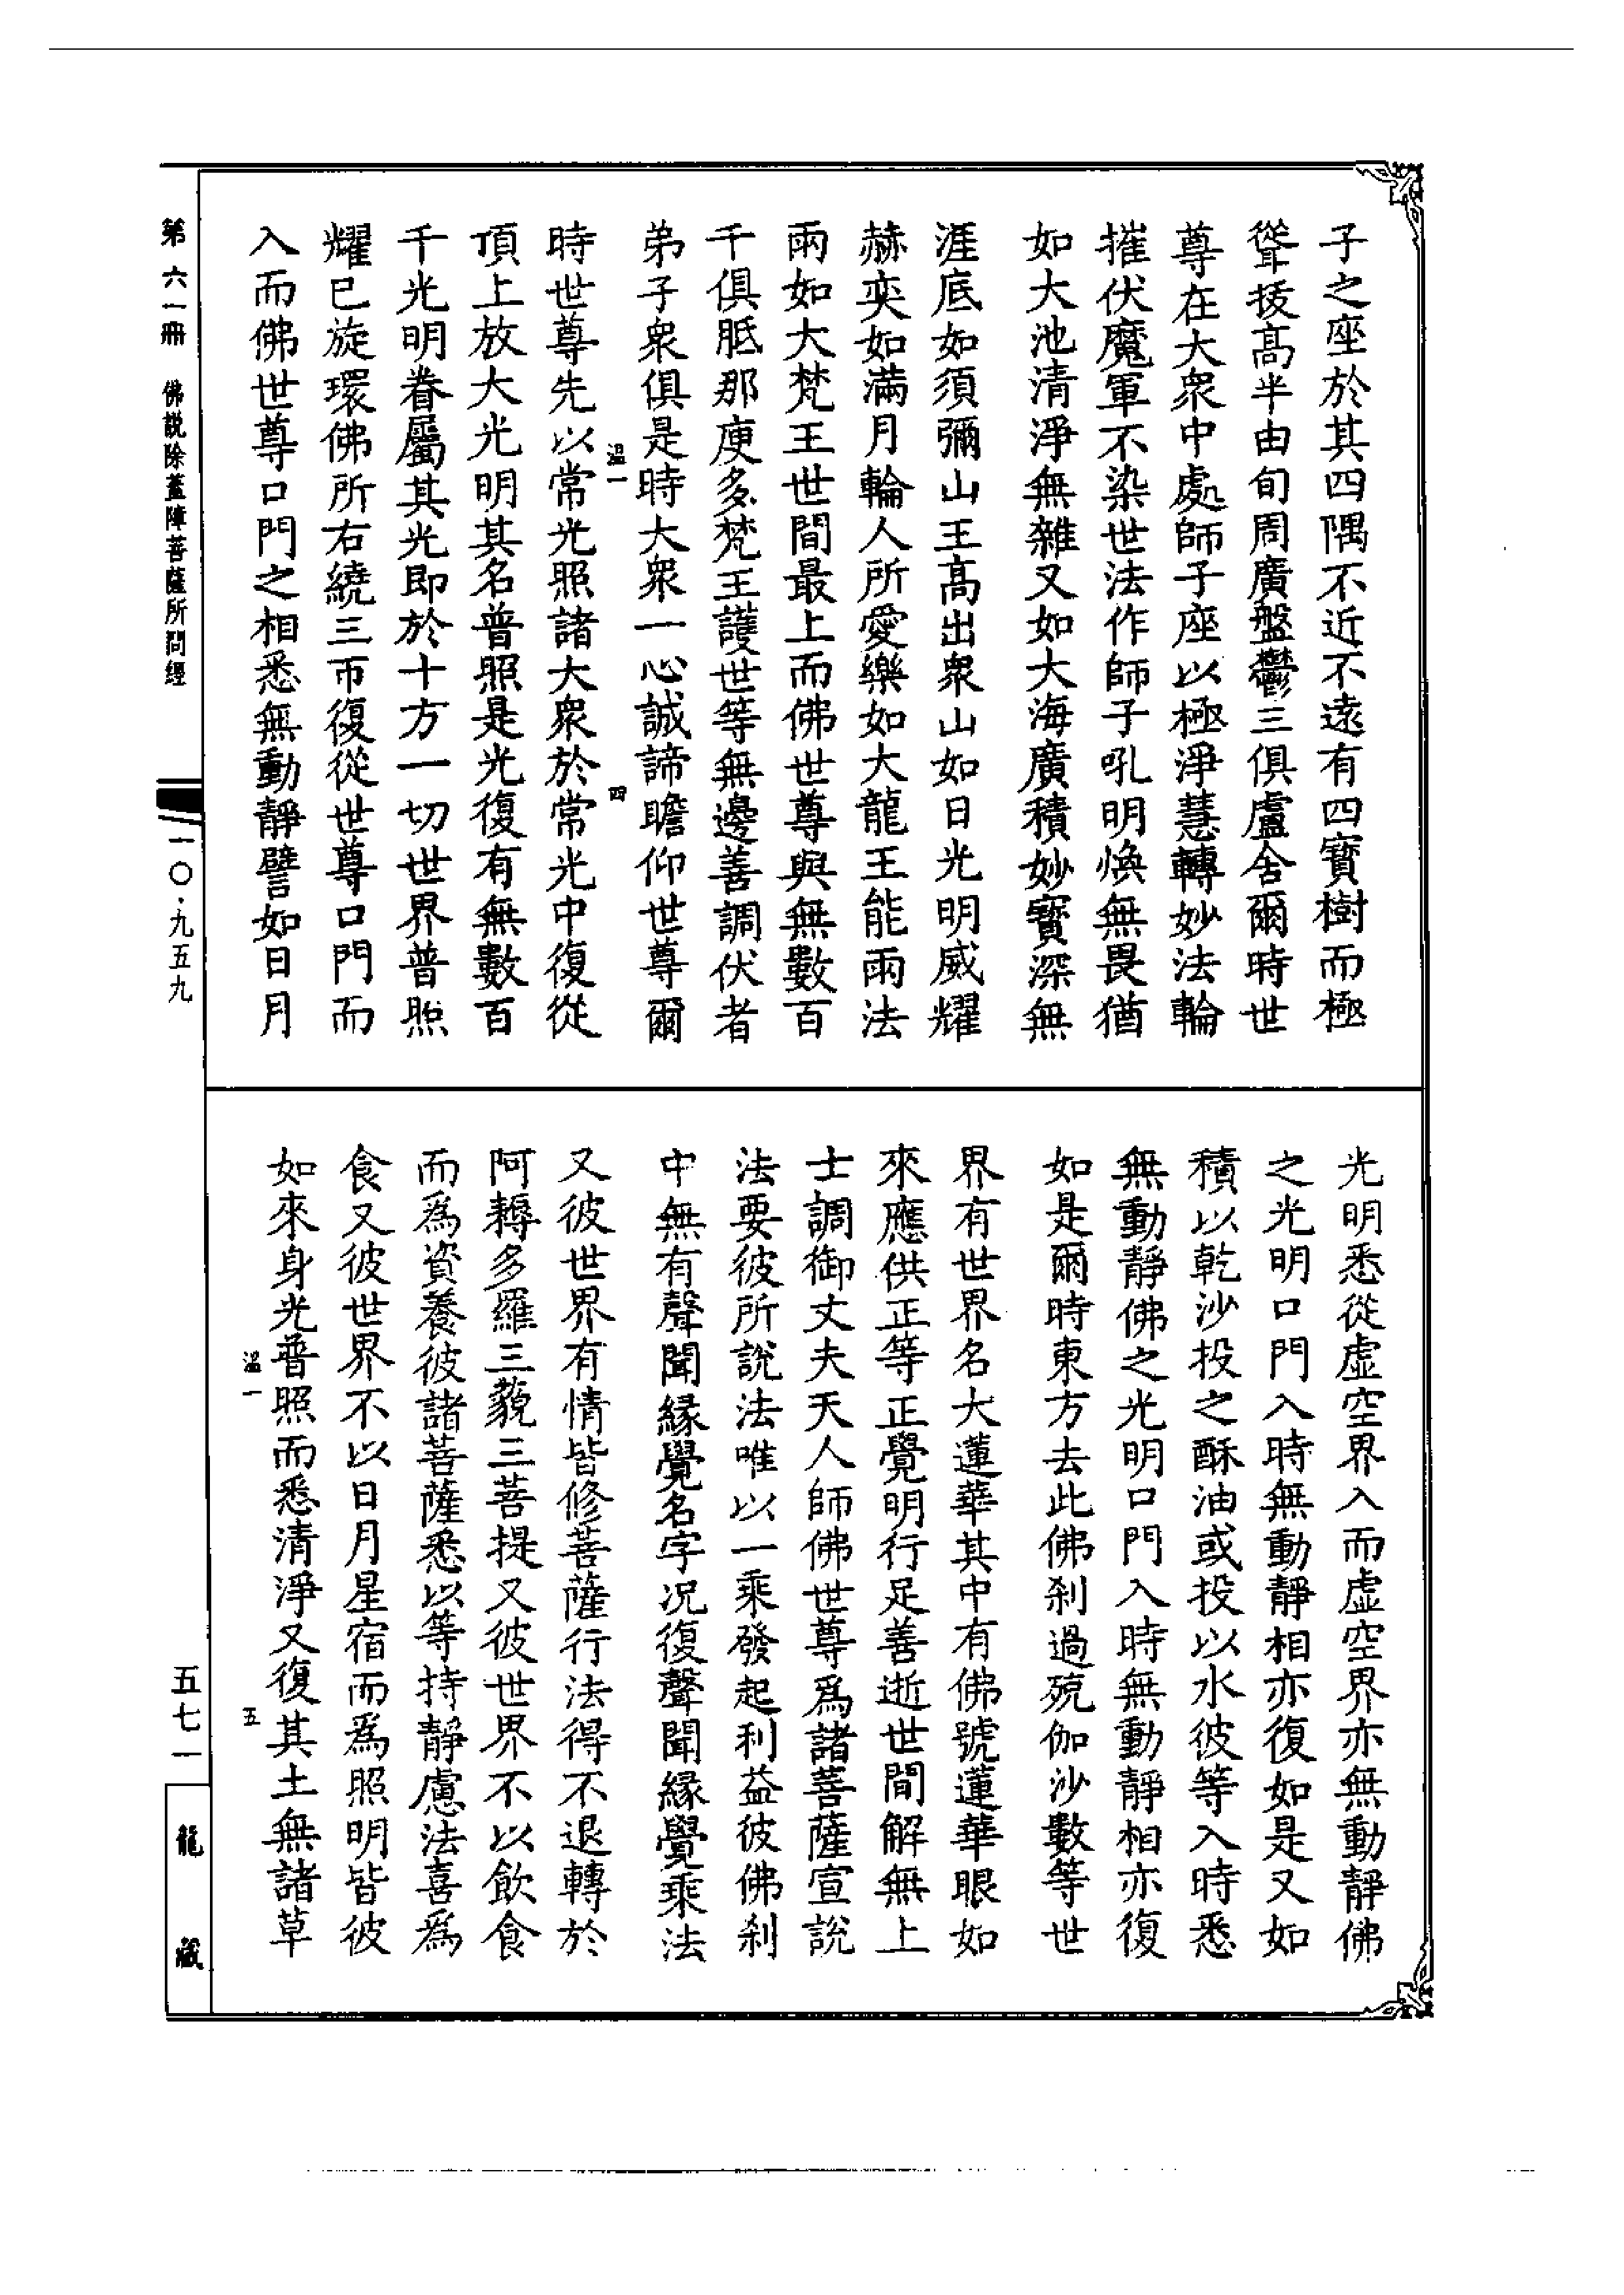 子之座於其四隅不近不遠有四寶樹而極
聳拔高半由旬周廣盤鬱三俱盧舍爾時世
尊在大衆中處師子座以極淨慧轉妙法輪
摧伏魔軍不染世法作師子吼明煥無畏猶
如大池清淨無雜又如大海廣積妙寶深無
涯底如須彌山王高出衆山如日光明威耀
赫奕如滿月輪人所愛樂如大龍王能雨法
雨如大梵王世間最上而佛世尊與無數百
千俱胝那庾多梵王護世等無邊善調伏者
弟子衆俱是時大衆一心誠諦瞻仰世尊爾
溫一
四
時世尊先以常光照諸大衆於常光中復從
頂上放大光明其名普照是光復有無數百
千光明眷屬其光即於十方一切世界普照
耀已旋環佛所右繞三帀復從世尊口門而
入而佛世尊口門之相悉無動靜譬如日月
光明悉從虛空界入而虛空界亦無動靜佛
之光明口門入時無動靜相亦復如是又如
積以乾沙投之酥油或投以水彼等入時悉
無動靜佛之光明口門入時無動靜相亦復
如是爾時東方去此佛刹過殑伽沙數等世
界有世界名大蓮華其中有佛號蓮華眼如
來應供正等正覺明行足善逝世間解無上
士調御丈夫天人師佛世尊爲諸菩薩宣說
法要彼所說法唯以一乘發起利益彼佛刹
中無有聲聞緣覺名字况復聲聞緣覺乘法
又彼世界有情皆修菩薩行法得不退轉於
阿耨多羅三藐三菩提又彼世界不以飲食
而爲資養彼諸菩薩悉以等持靜慮法喜爲
食又彼世界不以日月星宿而爲照明皆彼
如來身光普照而悉清淨又復其土無諸草
溫一
五
第六一冊 佛説除蓋障菩薩所問經
一〇·九五九
五七一
龍藏